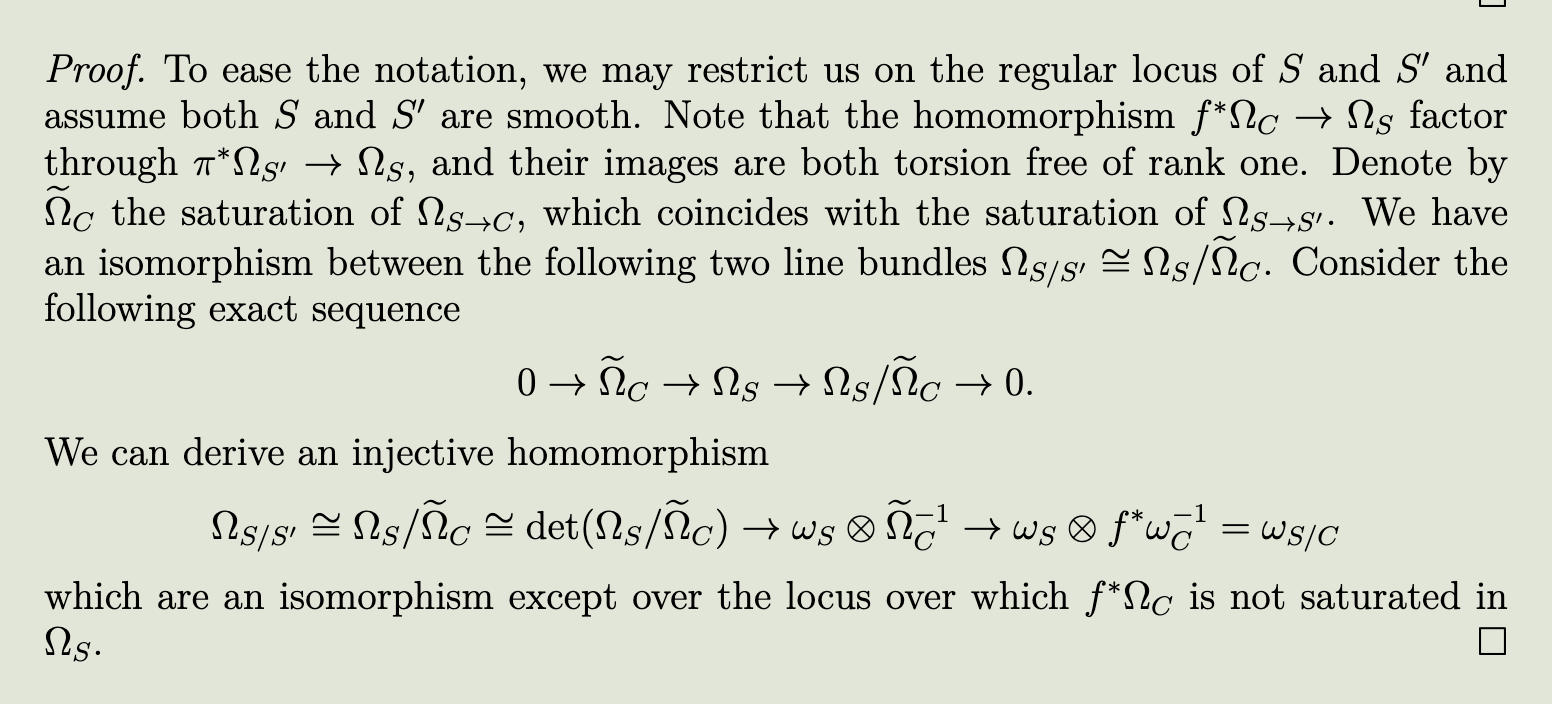 Proof. To ease the notation, we may restrict us on the regular locus of S and S′ and
assume both S and S′ are smooth. Note that the homomorphism f*Ω_C → Ω_S factor
through π*Ω_{S′} → Ω_S, and their images are both torsion free of rank one. Denote by
Ω̃_C the saturation of Ω_{S→C}, which coincides with the saturation of Ω_{S→S′}. We have
an isomorphism between the following two line bundles Ω_{S/S′} ≅ Ω_S/Ω̃_C. Consider the
following exact sequence
0 → Ω̃_C → Ω_S → Ω_S/Ω̃_C → 0.
We can derive an injective homomorphism
Ω_{S/S′} ≅ Ω_S/Ω̃_C ≅ det(Ω_S/Ω̃_C) → ω_S ⊗ Ω̃_C^{-1} → ω_S ⊗ f*ω_C^{-1} = ω_{S/C}
which are an isomorphism except over the locus over which f*Ω_C is not saturated in
Ω_S. □